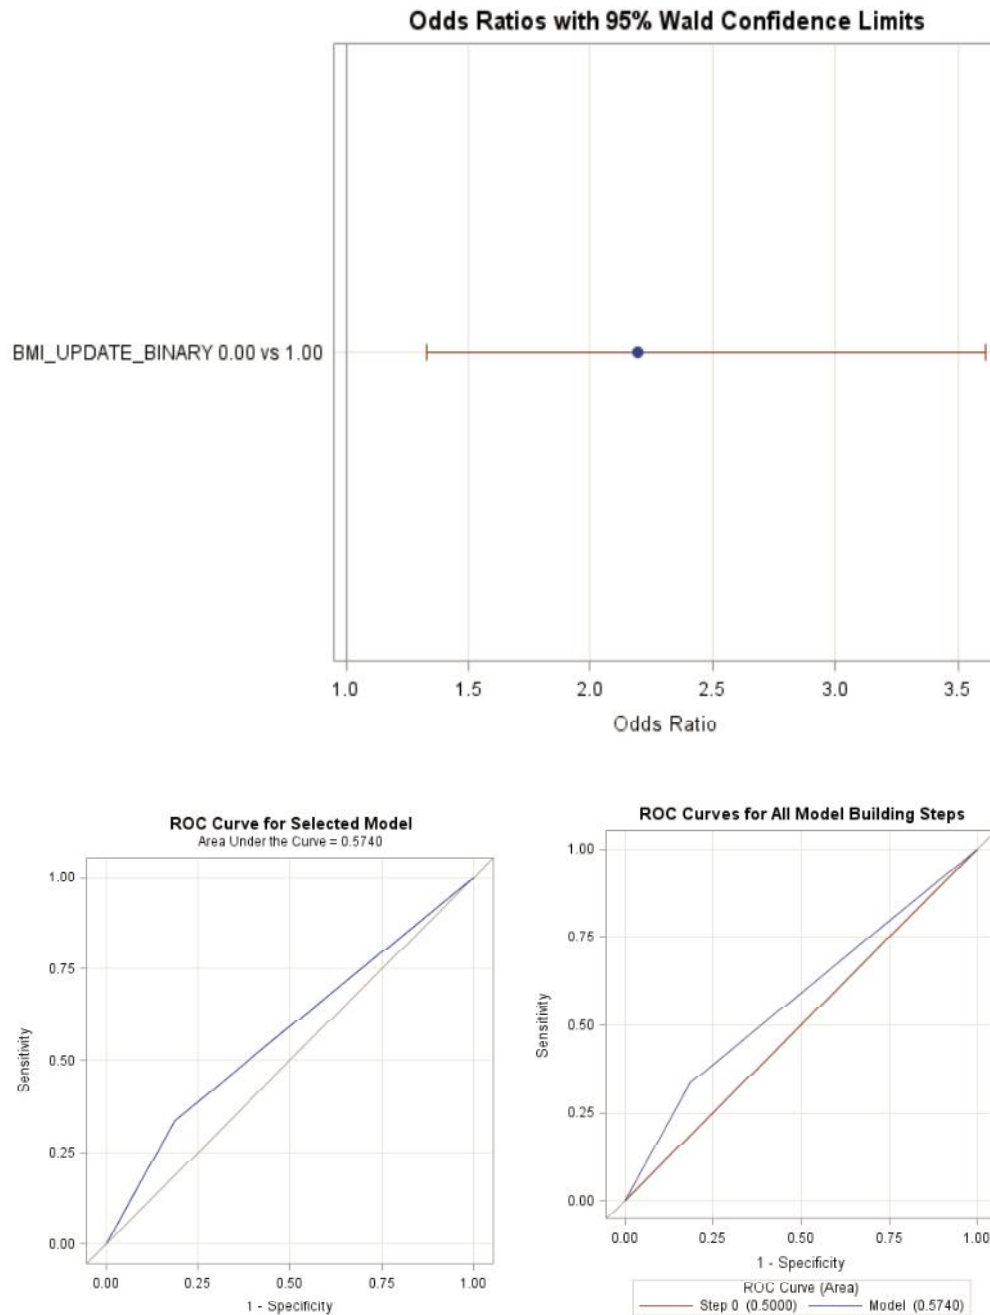 Odds Ratios with 95% Wald Confidence Limits
BMI_UPDATE_BINARY 0.00 vs 1.00
1.0 1.5 2.0 2.5 3.0 3.5
Odds Ratio
ROC Curve for Selected Model
Area Under the Curve = 0.5740
1.00
0.75
0.50
0.25
0.00
Sensitivity
0.00 0.25 0.50 0.75 1.00
1 - Specificity
ROC Curves for All Model Building Steps
1.00
0.75
0.50
0.25
0.00
Sensitivity
0.00 0.25 0.50 0.75 1.00
1 - Specificity
ROC Curve (Area)
Step 0 (0.5000) Model (0.5740)